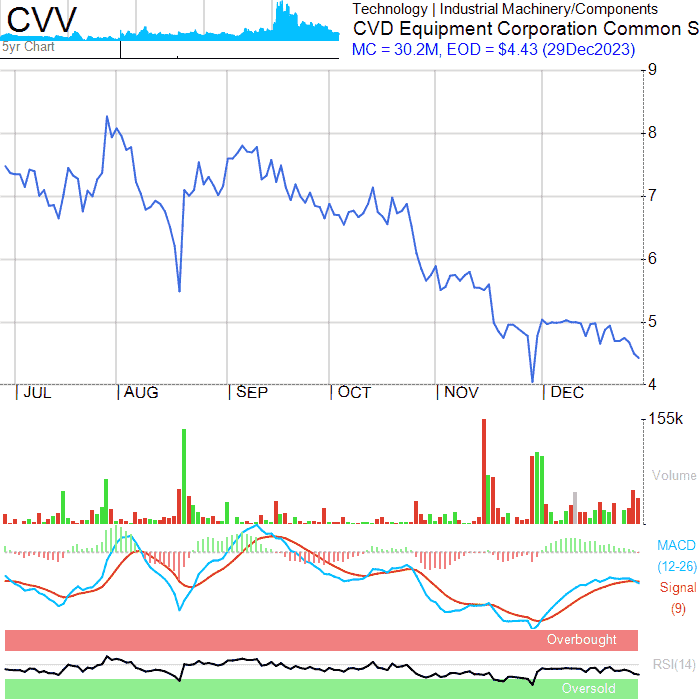 CVV
5yr Chart
Technology | Industrial Machinery/Components
CVD Equipment Corporation Common S
MC = 30.2M, EOD = $4.43 (29Dec2023)
9
8
7
6
5
4
JUL AUG SEP OCT NOV DEC
155k
Volume
MACD
(12-26)
Signal
(9)
Overbought
RSI(14)
Oversold